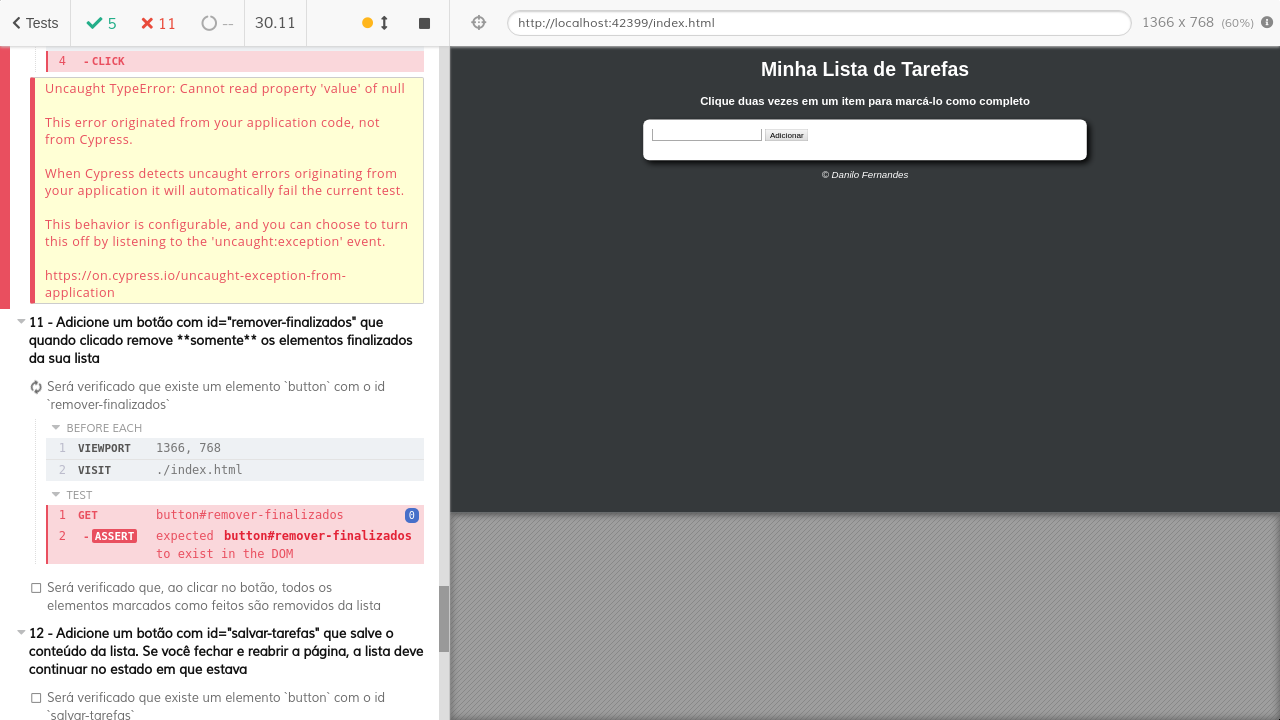 Tests 5 11 -- 30.11
http://localhost:42399/index.html 1366 x 768 (60%)
4 - CLICK
Uncaught TypeError: Cannot read property 'value' of null
This error originated from your application code, not
from Cypress.
When Cypress detects uncaught errors originating from
your application it will automatically fail the current test.
This behavior is configurable, and you can choose to turn
this off by listening to the 'uncaught:exception' event.
https://on.cypress.io/uncaught-exception-from-
application
11 - Adicione um botão com id="remover-finalizados" que
quando clicado remove **somente** os elementos finalizados
da sua lista
Será verificado que existe um elemento `button` com o id
`remover-finalizados`
BEFORE EACH
1 VIEWPORT 1366, 768
2 VISIT ./index.html
TEST
1 GET button#remover-finalizados 0
2 - ASSERT expected button#remover-finalizados
to exist in the DOM
Será verificado que, ao clicar no botão, todos os
elementos marcados como feitos são removidos da lista
12 - Adicione um botão com id="salvar-tarefas" que salve o
conteúdo da lista. Se você fechar e reabrir a página, a lista deve
continuar no estado em que estava
Será verificado que existe um elemento `button` com o id
`salvar-tarefas`
Minha Lista de Tarefas
Clique duas vezes em um item para marcá-lo como completo
Adicionar
© Danilo Fernandes